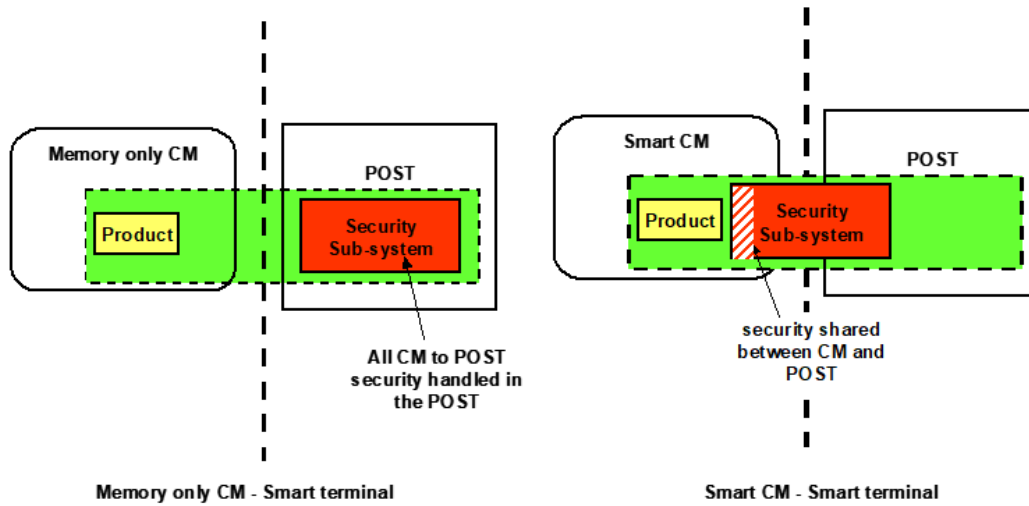 Memory only CM
POST
Product
Security
Sub-system
All CM to POST
security handled in
the POST
Memory only CM - Smart terminal
Smart CM
POST
Product
Security
Sub-system
security shared
between CM and
POST
Smart CM - Smart terminal